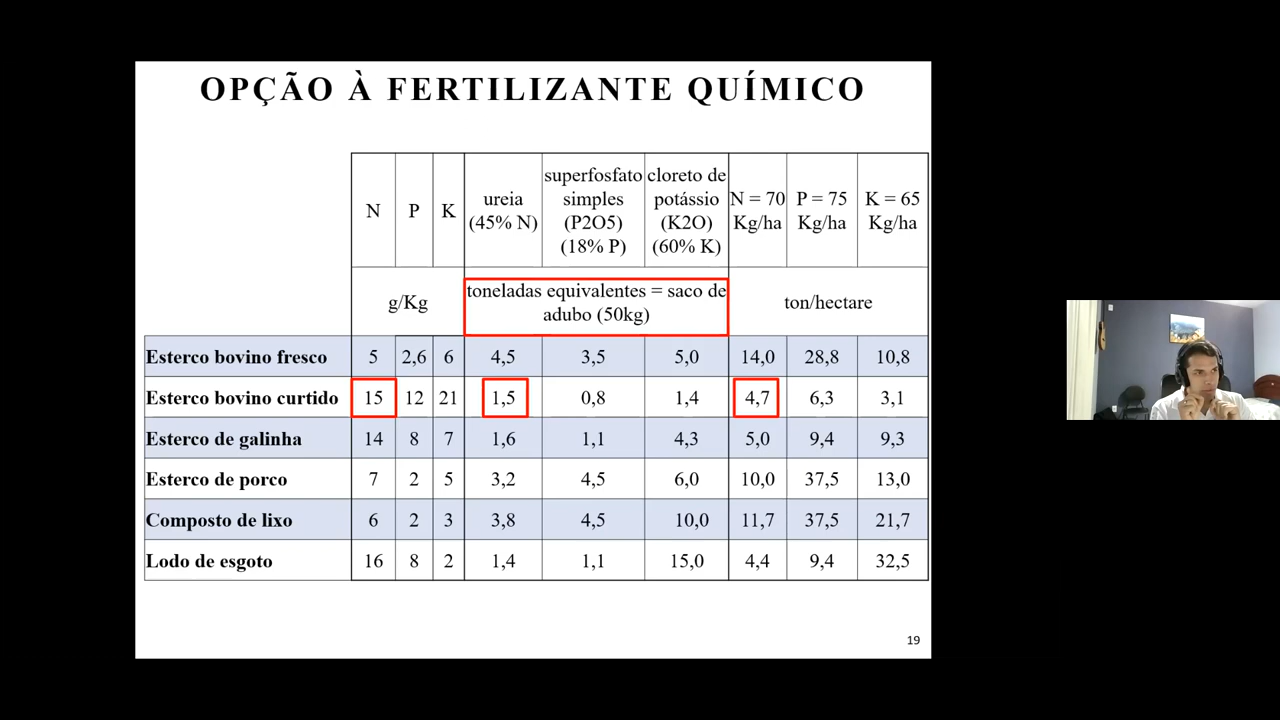 OPÇÃO À FERTILIZANTE QUÍMICO
N P K ureia (45% N) superfosfato simples (P2O5) (18% P) cloreto de potássio (K2O) (60% K) N = 70 Kg/ha P = 75 Kg/ha K = 65 Kg/ha
g/Kg toneladas equivalentes = saco de adubo (50kg) ton/hectare
Esterco bovino fresco 5 2,6 6 4,5 3,5 5,0 14,0 28,8 10,8
Esterco bovino curtido 15 12 21 1,5 0,8 1,4 4,7 6,3 3,1
Esterco de galinha 14 8 7 1,6 1,1 4,3 5,0 9,4 9,3
Esterco de porco 7 2 5 3,2 4,5 6,0 10,0 37,5 13,0
Composto de lixo 6 2 3 3,8 4,5 10,0 11,7 37,5 21,7
Lodo de esgoto 16 8 2 1,4 1,1 15,0 4,4 9,4 32,5
19